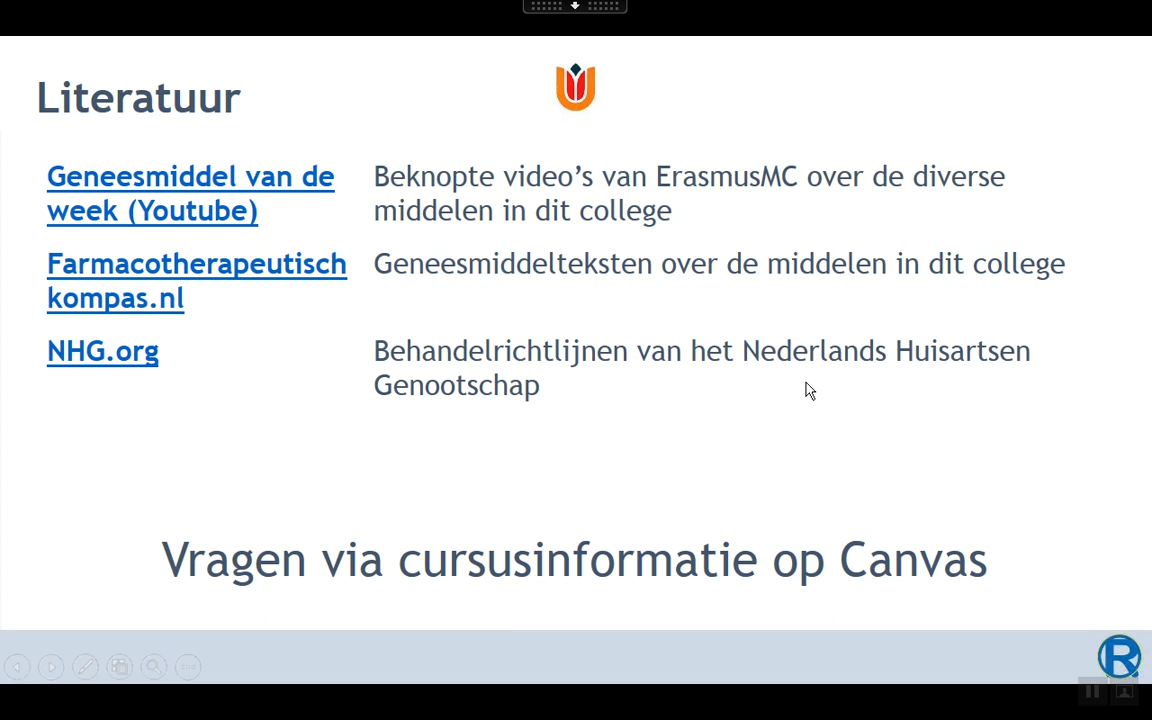 Literatuur
Geneesmiddel van de
week (Youtube)
Beknopte video's van ErasmusMC over de diverse
middelen in dit college
Farmacotherapeutisch
kompas.nl
Geneesmiddelteksten over de middelen in dit college
NHG.org
Behandelrichtlijnen van het Nederlands Huisartsen
Genootschap
Vragen via cursusinformatie op Canvas
R